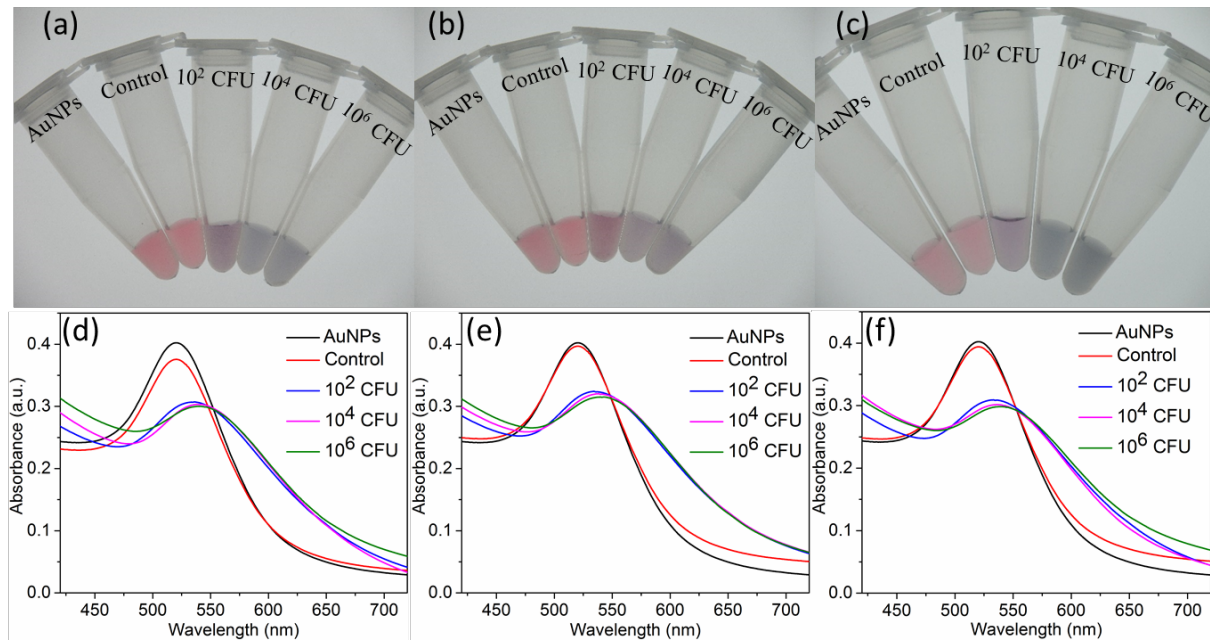 (a)
AuNPs
Control
10² CFU
10⁴ CFU
10⁶ CFU
(b)
AuNPs
Control
10² CFU
10⁴ CFU
10⁶ CFU
(c)
AuNPs
Control
10² CFU
10⁴ CFU
10⁶ CFU
(d)
AuNPs
Control
10² CFU
10⁴ CFU
10⁶ CFU
Absorbance (a.u.)
0.4
0.3
0.2
0.1
0.0
450 500 550 600 650 700
Wavelength (nm)
(e)
AuNPs
Control
10² CFU
10⁴ CFU
10⁶ CFU
Absorbance (a.u.)
0.4
0.3
0.2
0.1
0.0
450 500 550 600 650 700
Wavelength (nm)
(f)
AuNPs
Control
10² CFU
10⁴ CFU
10⁶ CFU
Absorbance (a.u.)
0.4
0.3
0.2
0.1
0.0
450 500 550 600 650 700
Wavelength (nm)